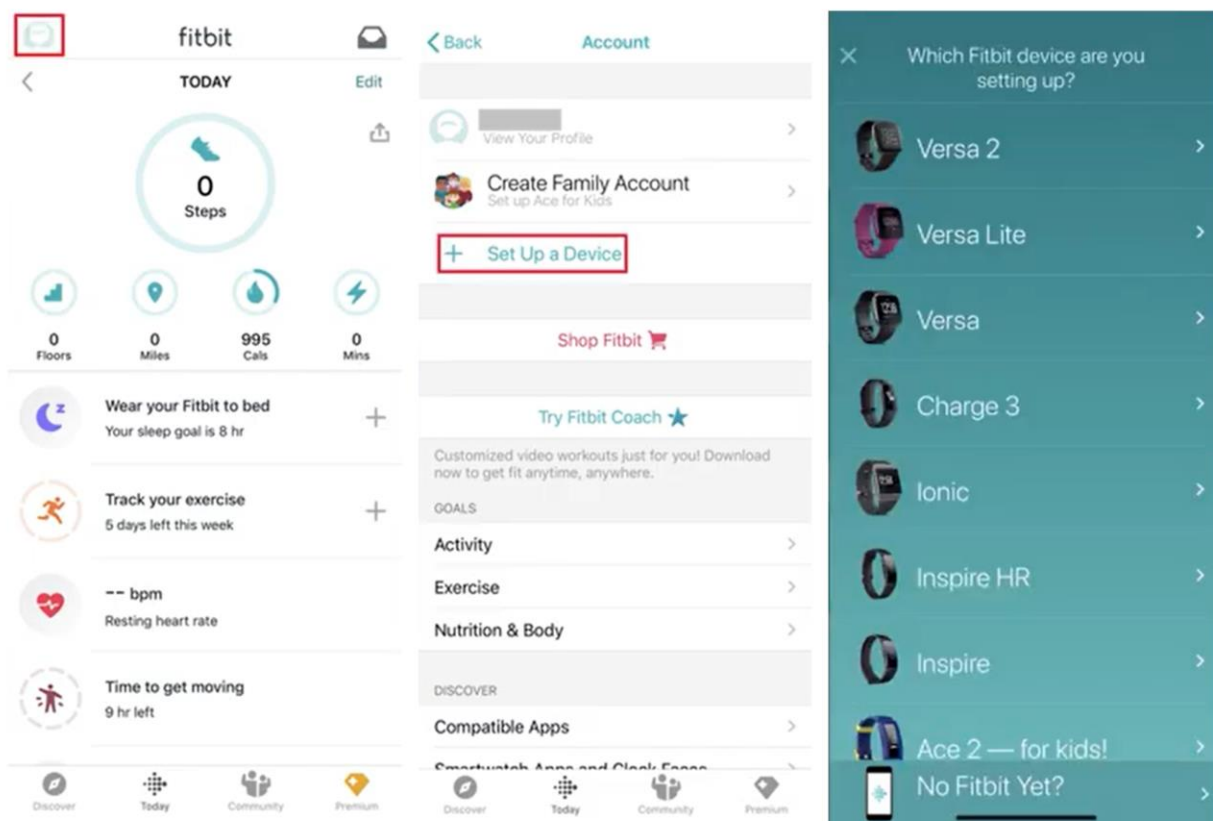 fitbit
TODAY
Edit
0
Steps
0
Floors
0
Miles
995
Cals
0
Mins
Wear your Fitbit to bed
Your sleep goal is 8 hr
Track your exercise
5 days left this week
-- bpm
Resting heart rate
Time to get moving
9 hr left
Discover
Today
Community
Premium
Back
Account
View Your Profile
Create Family Account
Set up Ace for Kids
+ Set Up a Device
Shop Fitbit
Try Fitbit Coach
Customized video workouts just for you! Download
now to get fit anytime, anywhere.
GOALS
Activity
Exercise
Nutrition & Body
DISCOVER
Compatible Apps
Smartwatch Apps and Clock Faces
Discover
Today
Community
Premium
Which Fitbit device are you
setting up?
Versa 2
Versa Lite
Versa
Charge 3
Ionic
Inspire HR
Inspire
Ace 2 — for kids!
No Fitbit Yet?